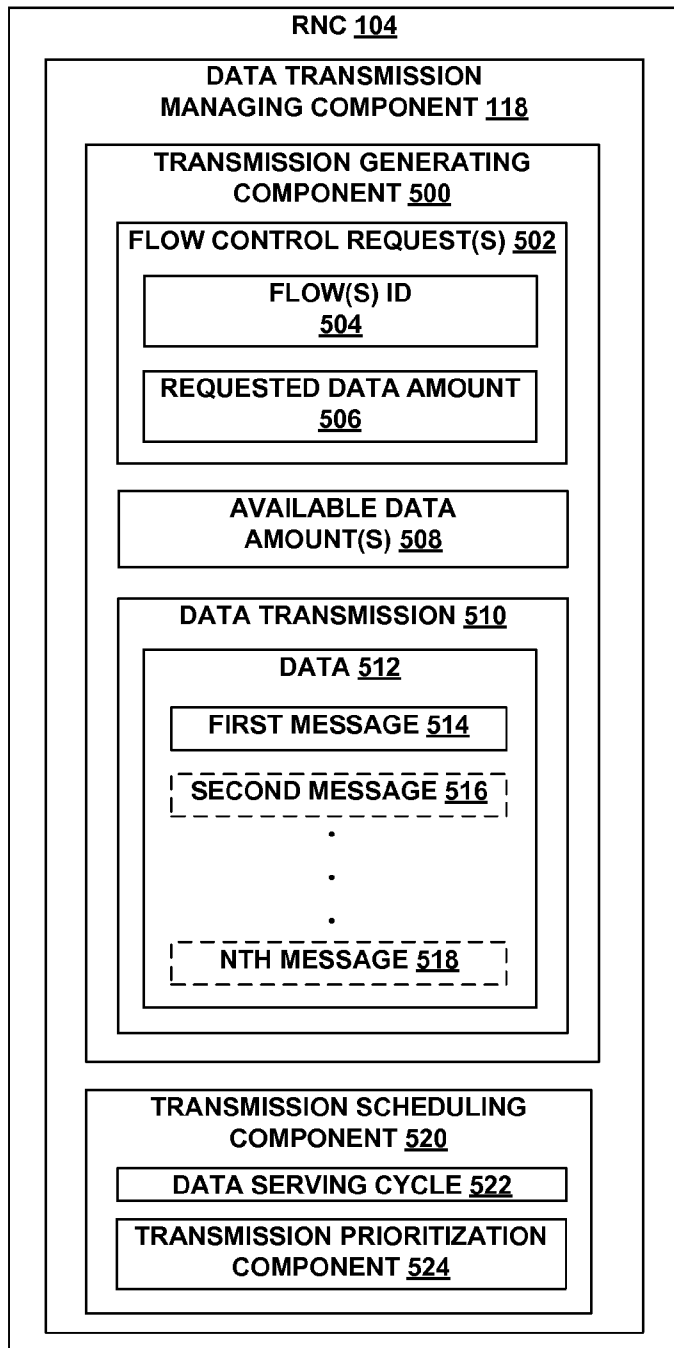 RNC 104
DATA TRANSMISSION
MANAGING COMPONENT 118
TRANSMISSION GENERATING
COMPONENT 500
FLOW CONTROL REQUEST(S) 502
FLOW(S) ID
504
REQUESTED DATA AMOUNT
506
AVAILABLE DATA
AMOUNT(S) 508
DATA TRANSMISSION 510
DATA 512
FIRST MESSAGE 514
SECOND MESSAGE 516
NTH MESSAGE 518
TRANSMISSION SCHEDULING
COMPONENT 520
DATA SERVING CYCLE 522
TRANSMISSION PRIORITIZATION
COMPONENT 524